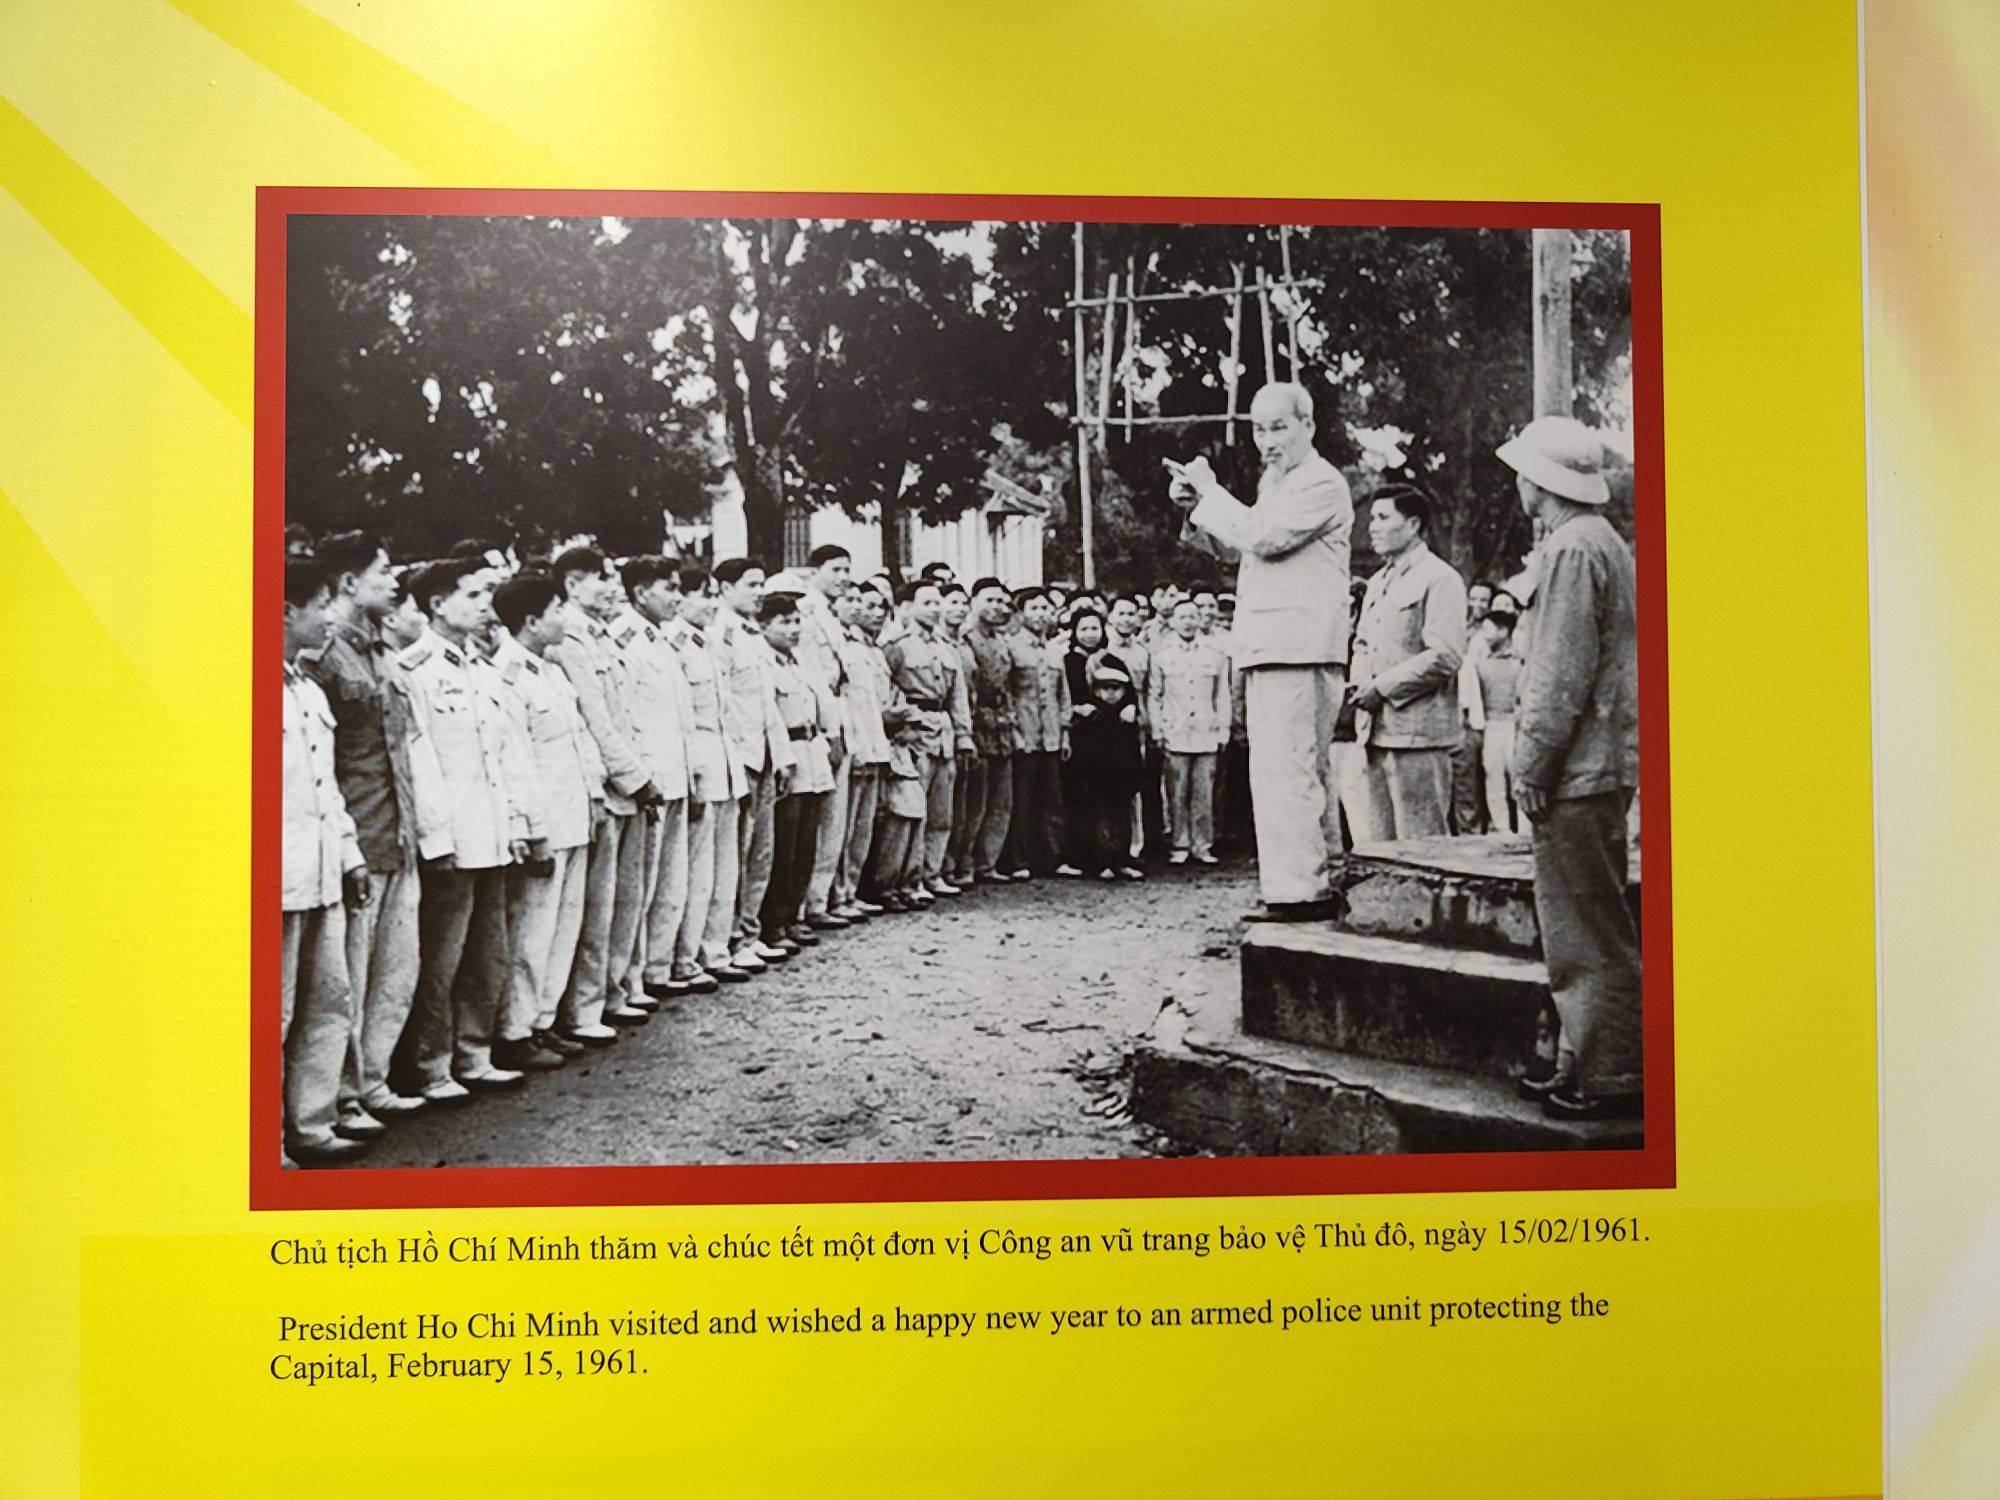 Chủ tịch Hồ Chí Minh thăm và chúc tết một đơn vị Công an vũ trang bảo vệ Thủ đô, ngày 15/02/1961.
President Ho Chi Minh visited and wished a happy new year to an armed police unit protecting the
Capital, February 15, 1961.